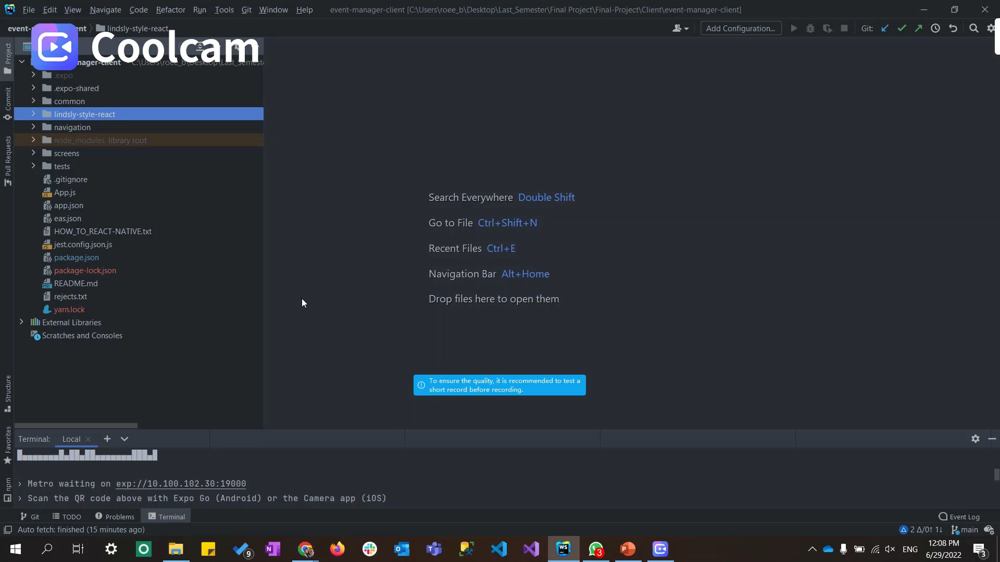 File Edit View Navigate Code Refactor Run Tools Git Window Help event-manager-client [C:\Users\roee_b\Desktop\Last_Semester\Final Project\Final-Project\Client\event-manager-client]
lindsly-style-react Add Configuration... Git:
Coolcam
C:\Users\roee_b\Desktop\Last_Semest
.expo
.expo-shared
common
lindsly-style-react
navigation
node_modules library root
screens
tests
.gitignore
App.js
app.json
eas.json
HOW_TO_REACT-NATIVE.txt
jest.config.json.js
package.json
package-lock.json
README.md
rejects.txt
yarn.lock
External Libraries
Scratches and Consoles
Project
Commit
Pull Requests
Structure
Favorites
npm
Search Everywhere Double Shift
Go to File Ctrl+Shift+N
Recent Files Ctrl+E
Navigation Bar Alt+Home
Drop files here to open them
To ensure the quality, it is recommended to test a
short record before recording.
Terminal: Local
› Metro waiting on exp://10.100.102.30:19000
› Scan the QR code above with Expo Go (Android) or the Camera app (iOS)
Git TODO Problems Terminal Event Log
Auto fetch: finished (15 minutes ago) 2 Δ/0↑ 1↓ main
9 3 ENG 12:08 PM
6/29/2022 3